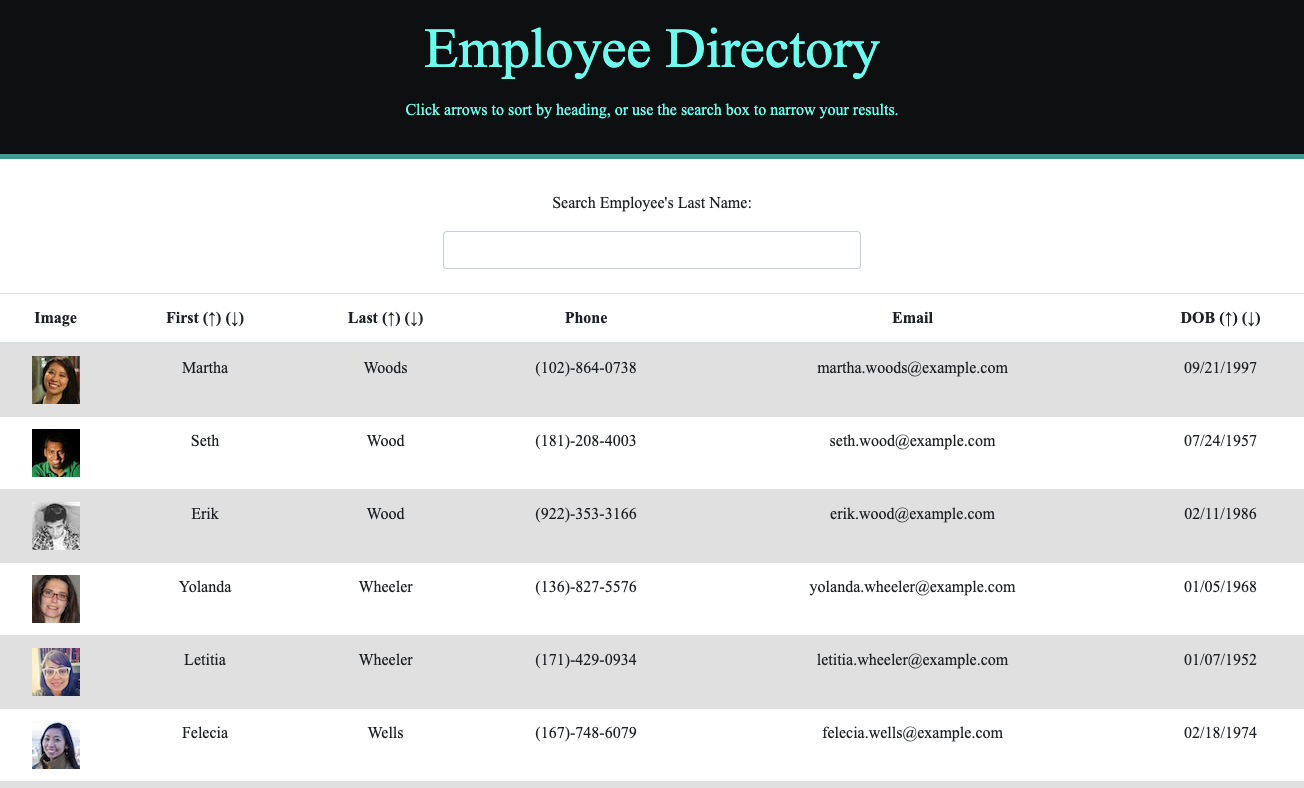 Employee Directory
Click arrows to sort by heading, or use the search box to narrow your results.
Search Employee's Last Name:
Image First (↑) (↓) Last (↑) (↓) Phone Email DOB (↑) (↓)
Martha Woods (102)-864-0738 martha.woods@example.com 09/21/1997
Seth Wood (181)-208-4003 seth.wood@example.com 07/24/1957
Erik Wood (922)-353-3166 erik.wood@example.com 02/11/1986
Yolanda Wheeler (136)-827-5576 yolanda.wheeler@example.com 01/05/1968
Letitia Wheeler (171)-429-0934 letitia.wheeler@example.com 01/07/1952
Felecia Wells (167)-748-6079 felecia.wells@example.com 02/18/1974